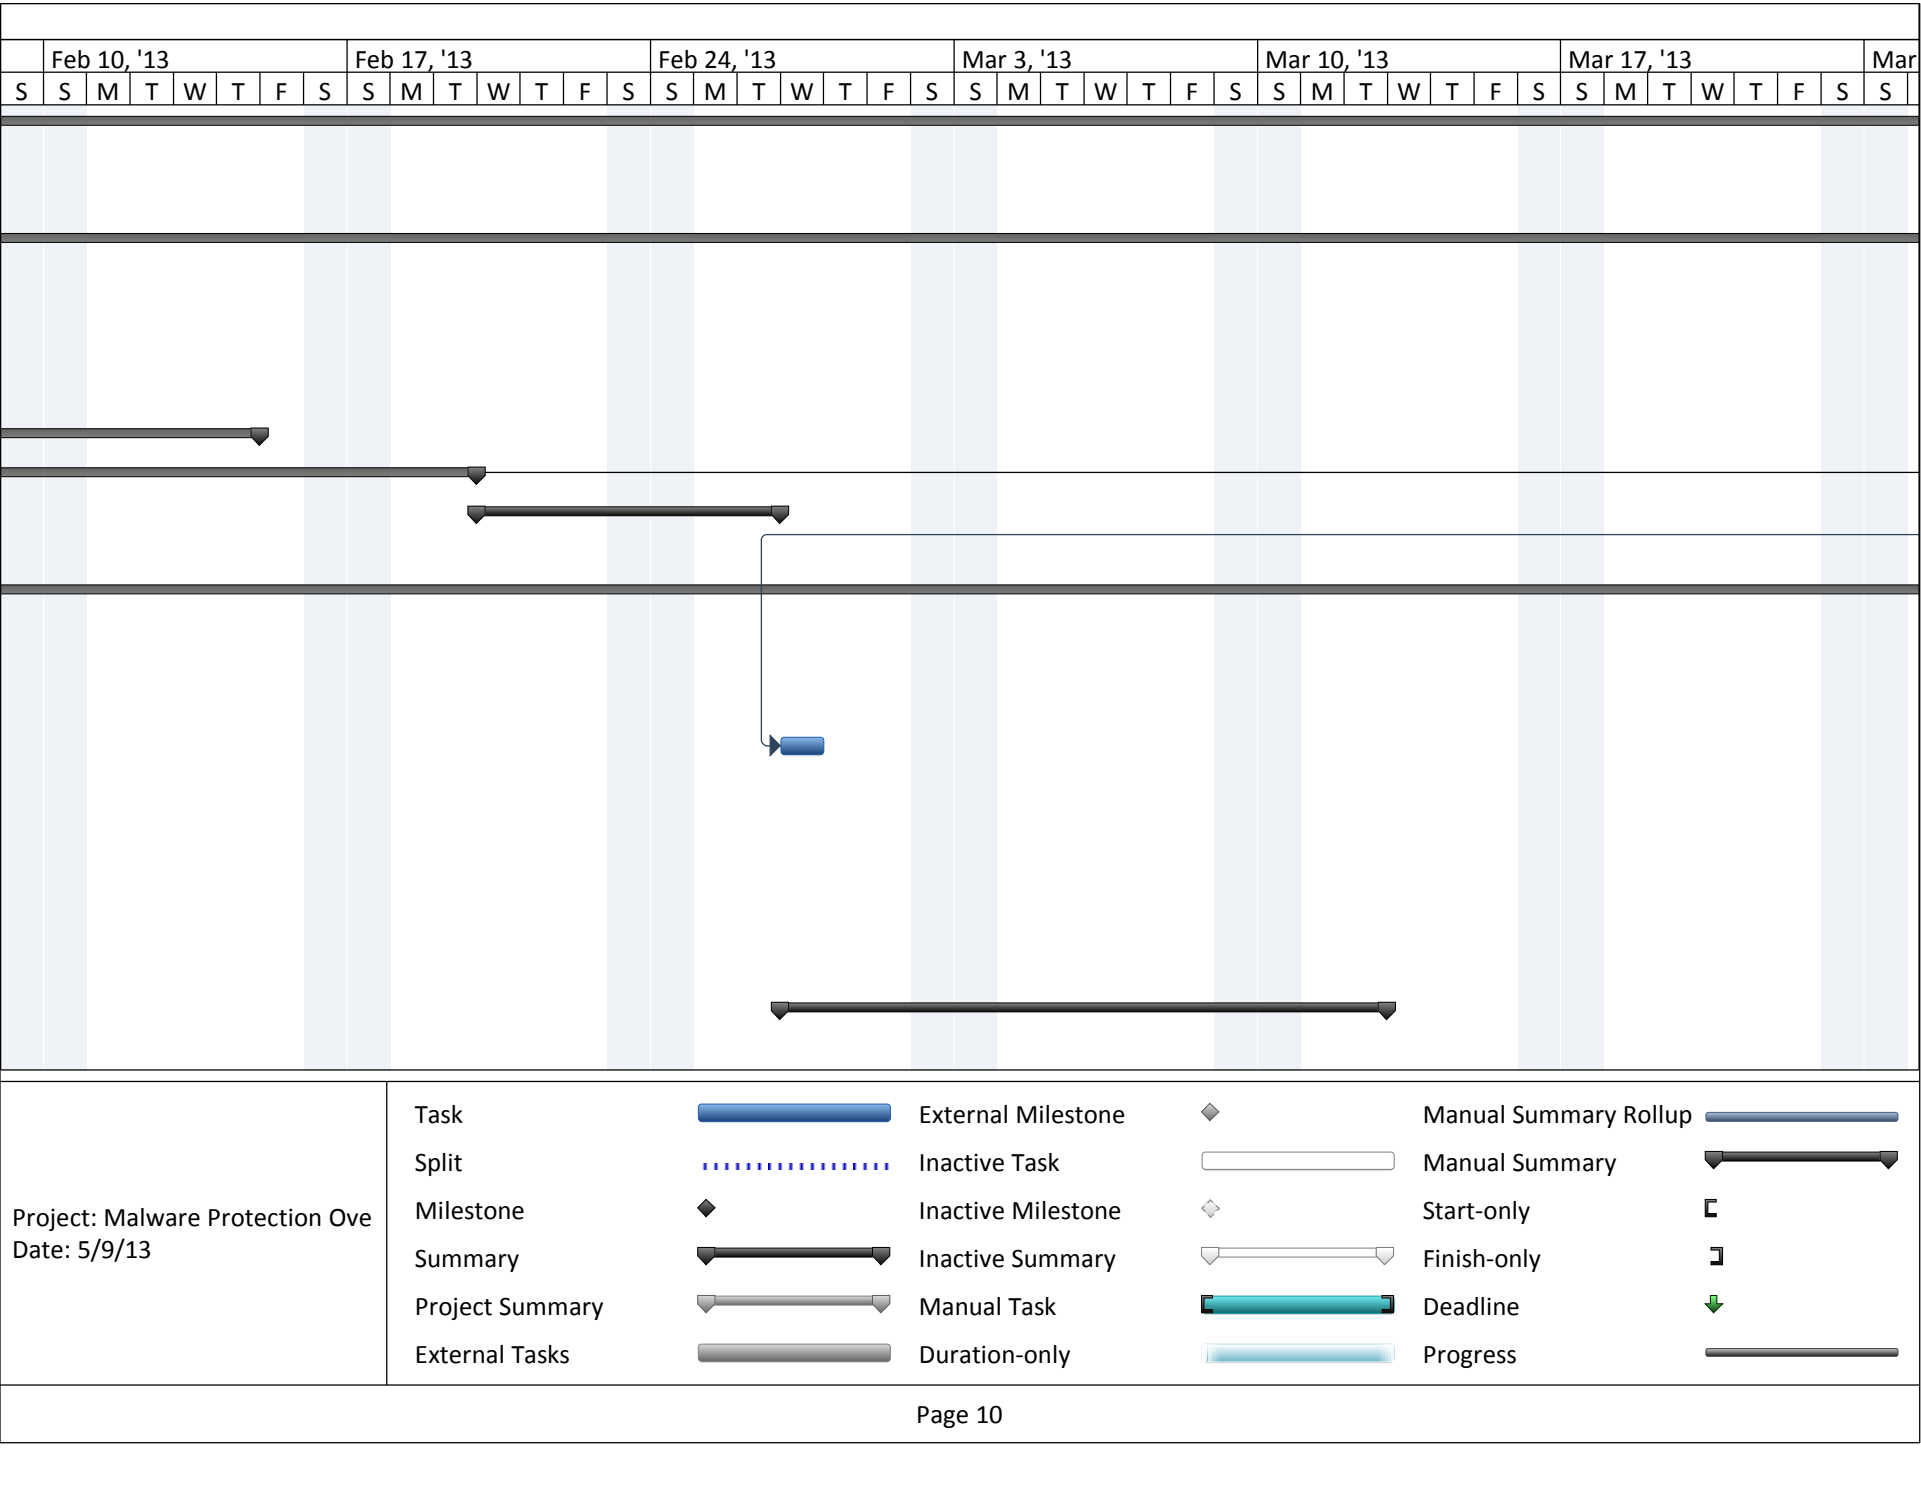 Feb 10, '13 Feb 17, '13 Feb 24, '13 Mar 3, '13 Mar 10, '13 Mar 17, '13 Mar
S S M T W T F S S M T W T F S S M T W T F S S M T W T F S S M T W T F S S M T W T F S S
Project: Malware Protection Ove
Date: 5/9/13
Task
Split
Milestone
Summary
Project Summary
External Tasks
External Milestone
Inactive Task
Inactive Milestone
Inactive Summary
Manual Task
Duration-only
Manual Summary Rollup
Manual Summary
Start-only
Finish-only
Deadline
Progress
Page 10